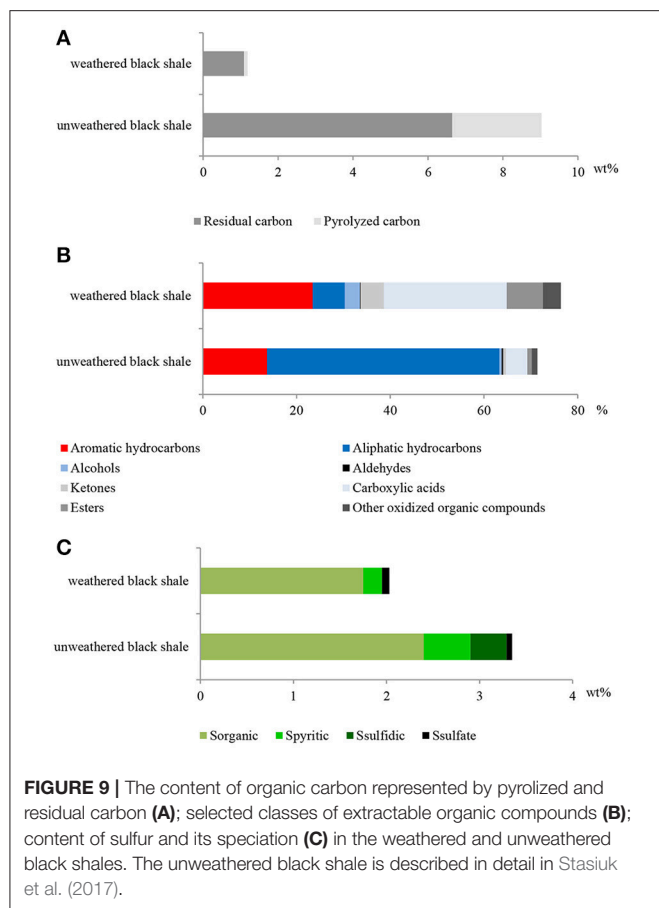 A
weathered black shale
unweathered black shale
0 2 4 6 8 10 wt%
Residual carbon Pyrolyzed carbon
B
weathered black shale
unweathered black shale
0 20 40 60 80 %
Aromatic hydrocarbons Aliphatic hydrocarbons
Alcohols Aldehydes
Ketones Carboxylic acids
Esters Other oxidized organic compounds
C
weathered black shale
unweathered black shale
0 1 2 3 4 wt%
Sorganic Spyritic Ssulfidic Ssulfate
FIGURE 9 | The content of organic carbon represented by pyrolized and
residual carbon (A); selected classes of extractable organic compounds (B);
content of sulfur and its speciation (C) in the weathered and unweathered
black shales. The unweathered black shale is described in detail in Stasiuk
et al. (2017).